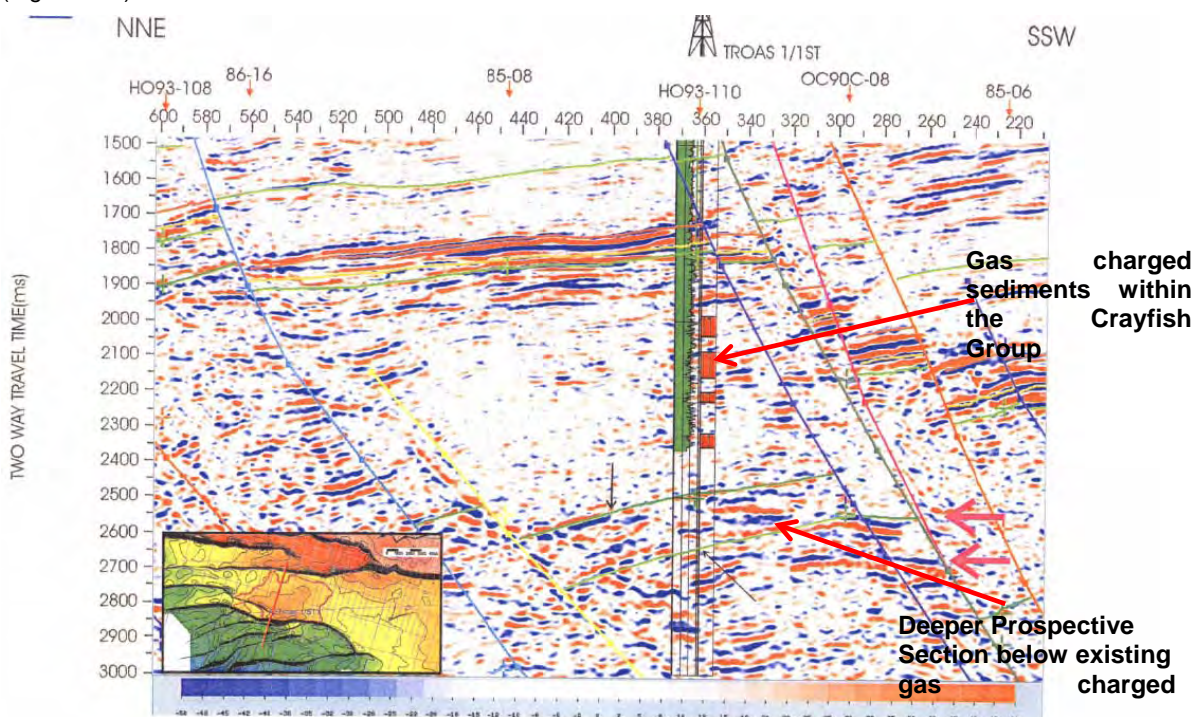 NNE
SSW
TROAS 1/1ST
HO93-108
86-16
85-08
HO93-110
OC90C-08
85-06
600 580 560 540 520 500 480 460 440 420 400 380 360 340 320 300 280 260 240 220
TWO WAY TRAVEL TIME(ms)
1500
1600
1700
1800
1900
2000
2100
2200
2300
2400
2500
2600
2700
2800
2900
3000
Gas charged
sediments within
the Crayfish
Group
Deeper Prospective
Section below existing
gas charged